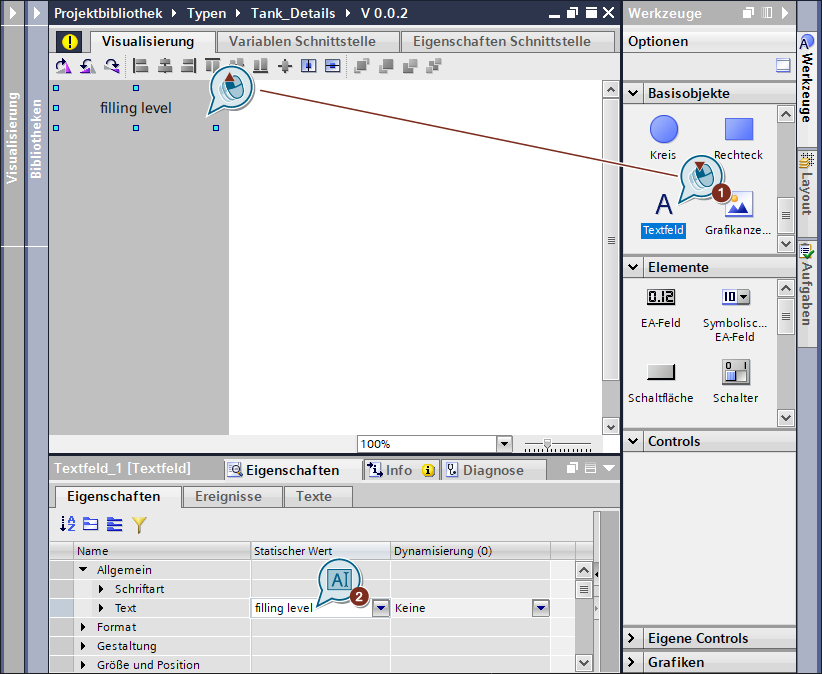 Projektbibliothek Typen Tank_Details V 0.0.2
Visualisierung Variablen Schnittstelle Eigenschaften Schnittstelle
filling level
Visualisierung
Bibliotheken
100%
Werkzeuge
Optionen
Basisobjekte
Kreis Rechteck
1
A
Textfeld Grafikanze...
Elemente
0.12 10
EA-Feld Symbolisc...
EA-Feld
0 1
Schaltfläche Schalter
Controls
Eigene Controls
Grafiken
Werkzeuge
Layout
Aufgaben
Textfeld_1 [Textfeld] Eigenschaften Info Diagnose
Eigenschaften Ereignisse Texte
Name Statischer Wert Dynamisierung (0)
Allgemein
AI
Schriftart
2
Text filling level Keine
Format
Gestaltung
Größe und Position